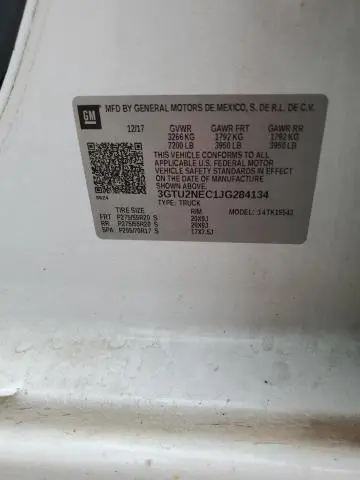 GM
MFD BY GENERAL MOTORS DE MEXICO, S. DE R.L. DE C.V.
12/17 GVWR GAWR FRT GAWR RR
3266 KG 1792 KG 1792 KG
7200 LB 3950 LB 3950 LB
THIS VEHICLE CONFORMS TO ALL
APPLICABLE U.S. FEDERAL MOTOR
VEHICLE SAFETY STANDARDS IN
EFFECT ON THE DATE OF
MANUFACTURE SHOWN ABOVE.
3GTU2NEC1JG284134
TYPE: TRUCK
TIRE SIZE RIM MODEL:
FRT P275/55R20 S 20X9J
RR P275/55R20 S 20X9J
SPA 17X7.5J